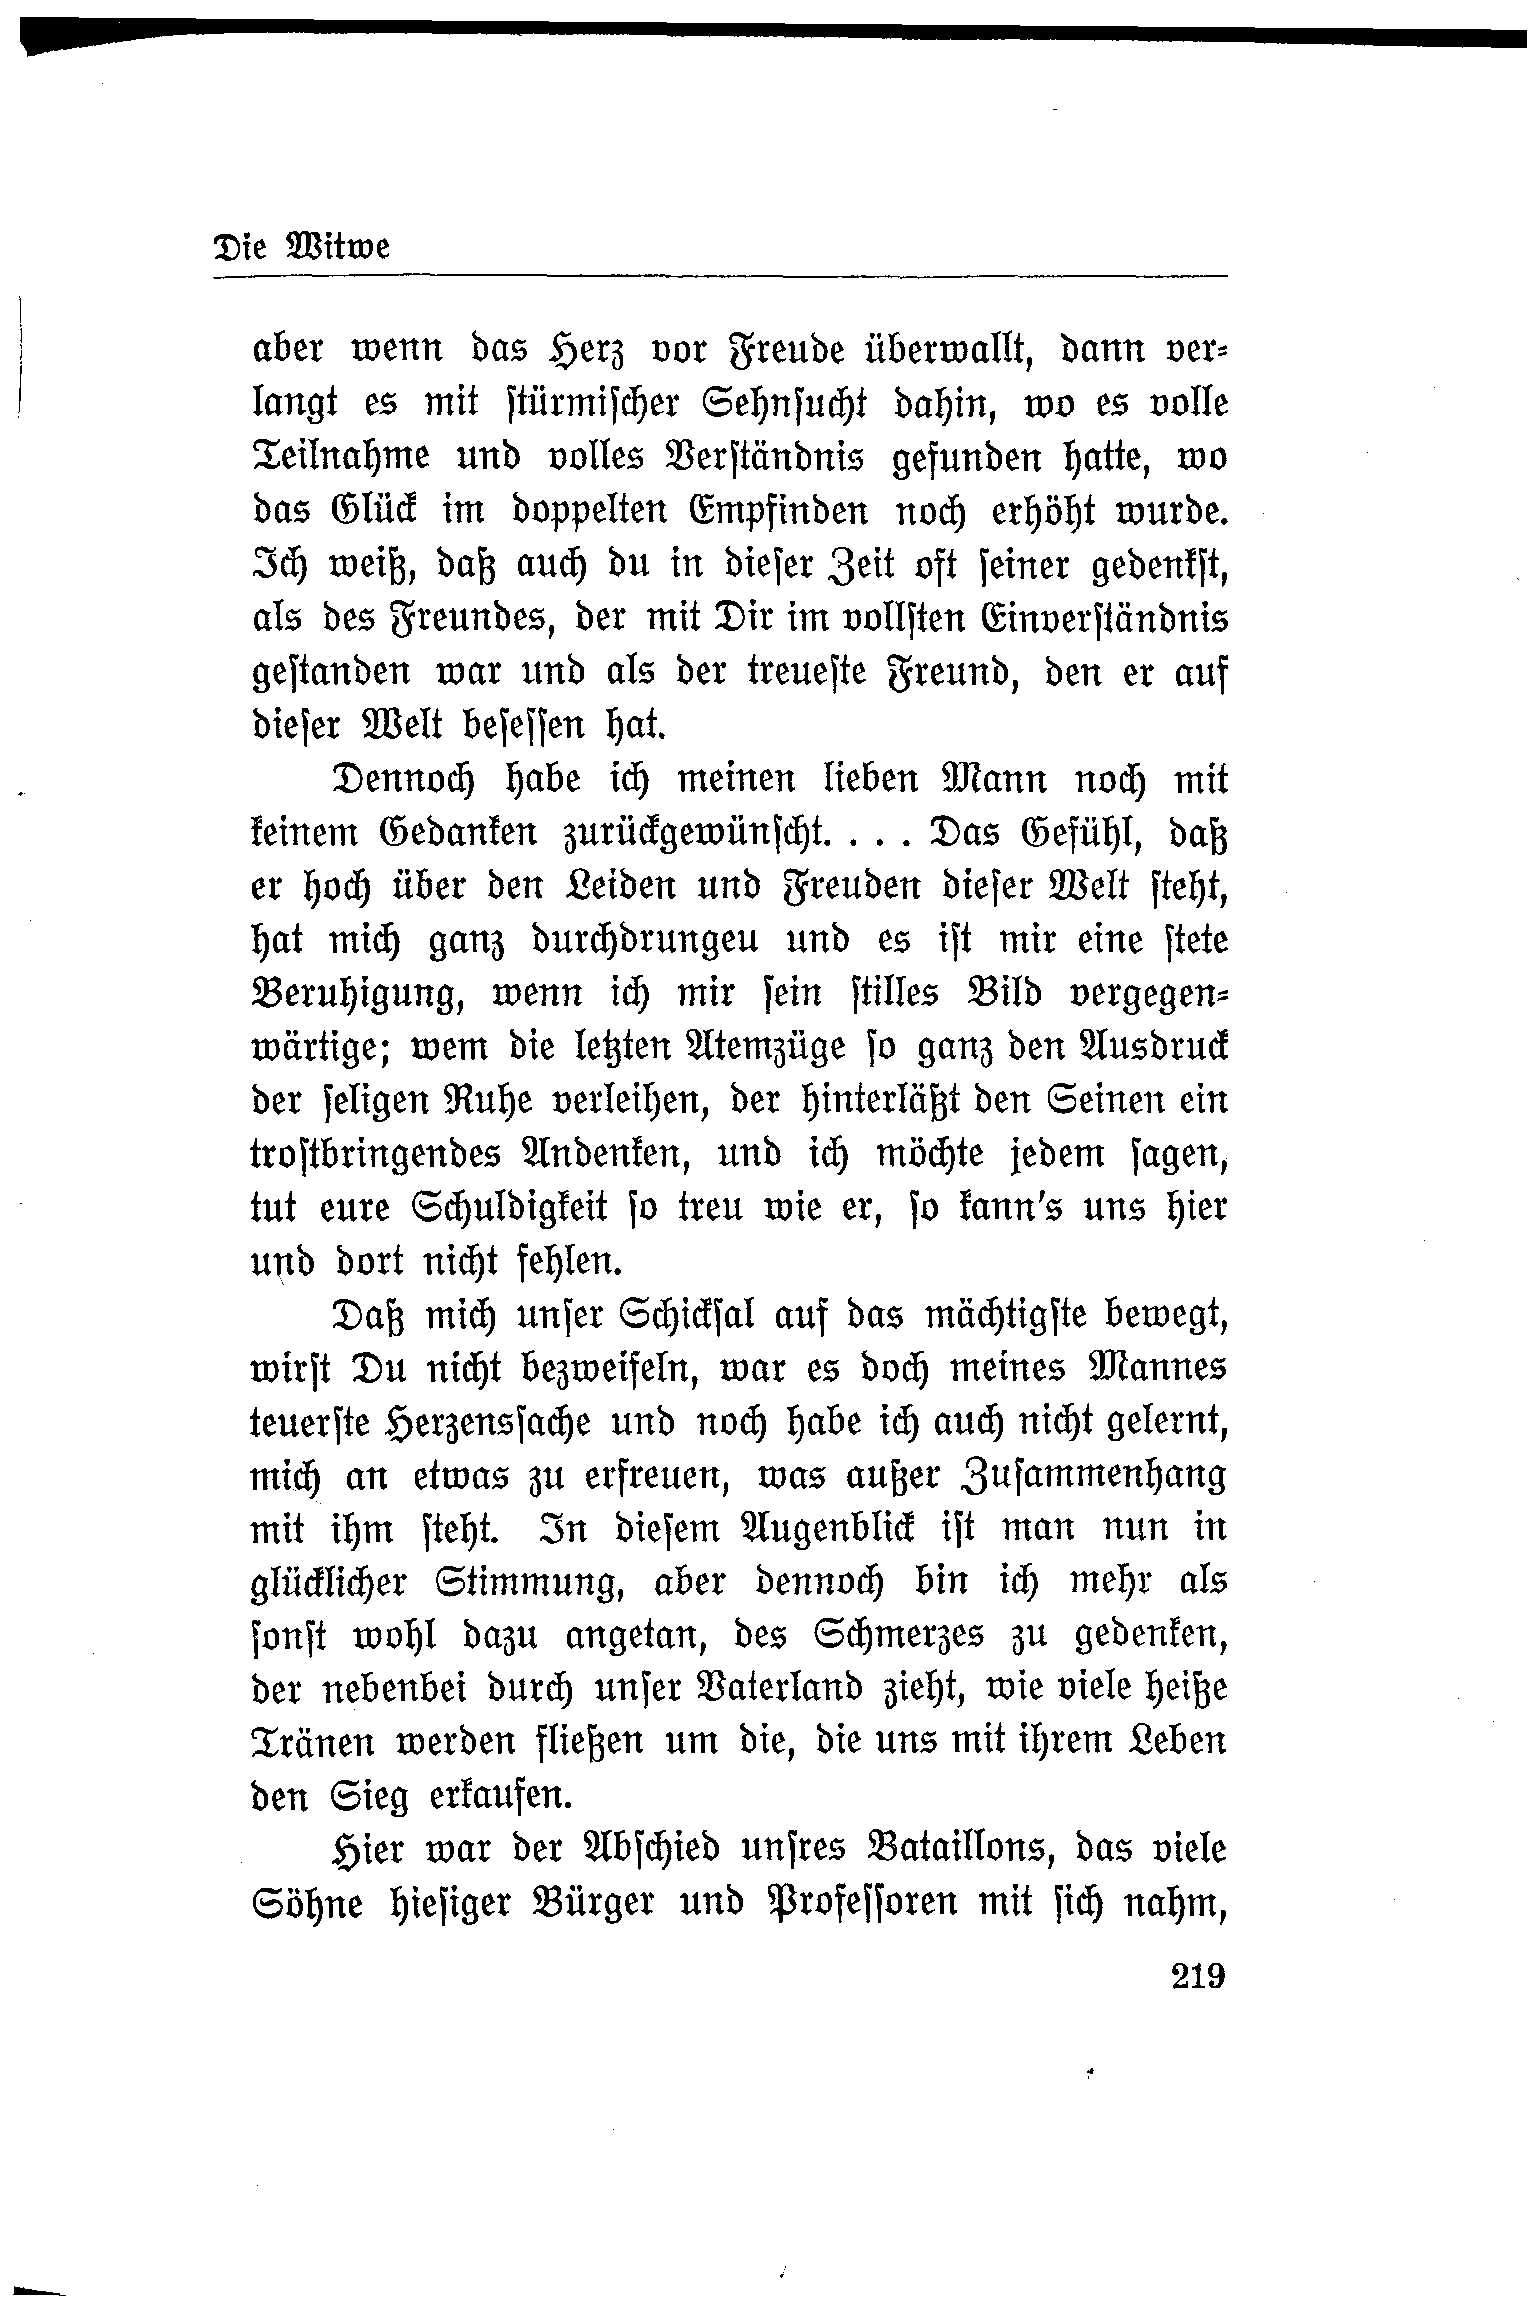 Die Witwe
aber wenn das Herz vor Freude überwallt, dann ver-
langt es mit stürmischer Sehnsucht dahin, wo es volle
Teilnahme und volles Verständnis gefunden hatte, wo
das Glück im doppelten Empfinden noch erhöht wurde.
Ich weiß, daß auch du in dieser Zeit oft seiner gedenkst,
als des Freundes, der mit Dir im vollsten Einverständnis
gestanden war und als der treueste Freund, den er auf
dieser Welt besessen hat.
Dennoch habe ich meinen lieben Mann noch mit
keinem Gedanken zurückgewünscht. . . . Das Gefühl, daß
er hoch über den Leiden und Freuden dieser Welt steht,
hat mich ganz durchdrungeu und es ist mir eine stete
Beruhigung, wenn ich mir sein stilles Bild vergegen-
wärtige; wem die letzten Atemzüge so ganz den Ausdruck
der seligen Ruhe verleihen, der hinterläßt den Seinen ein
trostbringendes Andenken, und ich möchte jedem sagen,
tut eure Schuldigkeit so treu wie er, so kann's uns hier
und dort nicht fehlen.
Daß mich unser Schicksal auf das mächtigste bewegt,
wirst Du nicht bezweifeln, war es doch meines Mannes
teuerste Herzenssache und noch habe ich auch nicht gelernt,
mich an etwas zu erfreuen, was außer Zusammenhang
mit ihm steht. In diesem Augenblick ist man nun in
glücklicher Stimmung, aber dennoch bin ich mehr als
sonst wohl dazu angetan, des Schmerzes zu gedenken,
der nebenbei durch unser Vaterland zieht, wie viele heiße
Tränen werden fließen um die, die uns mit ihrem Leben
den Sieg erkaufen.
Hier war der Abschied unsres Bataillons, das viele
Söhne hiesiger Bürger und Professoren mit sich nahm,
219